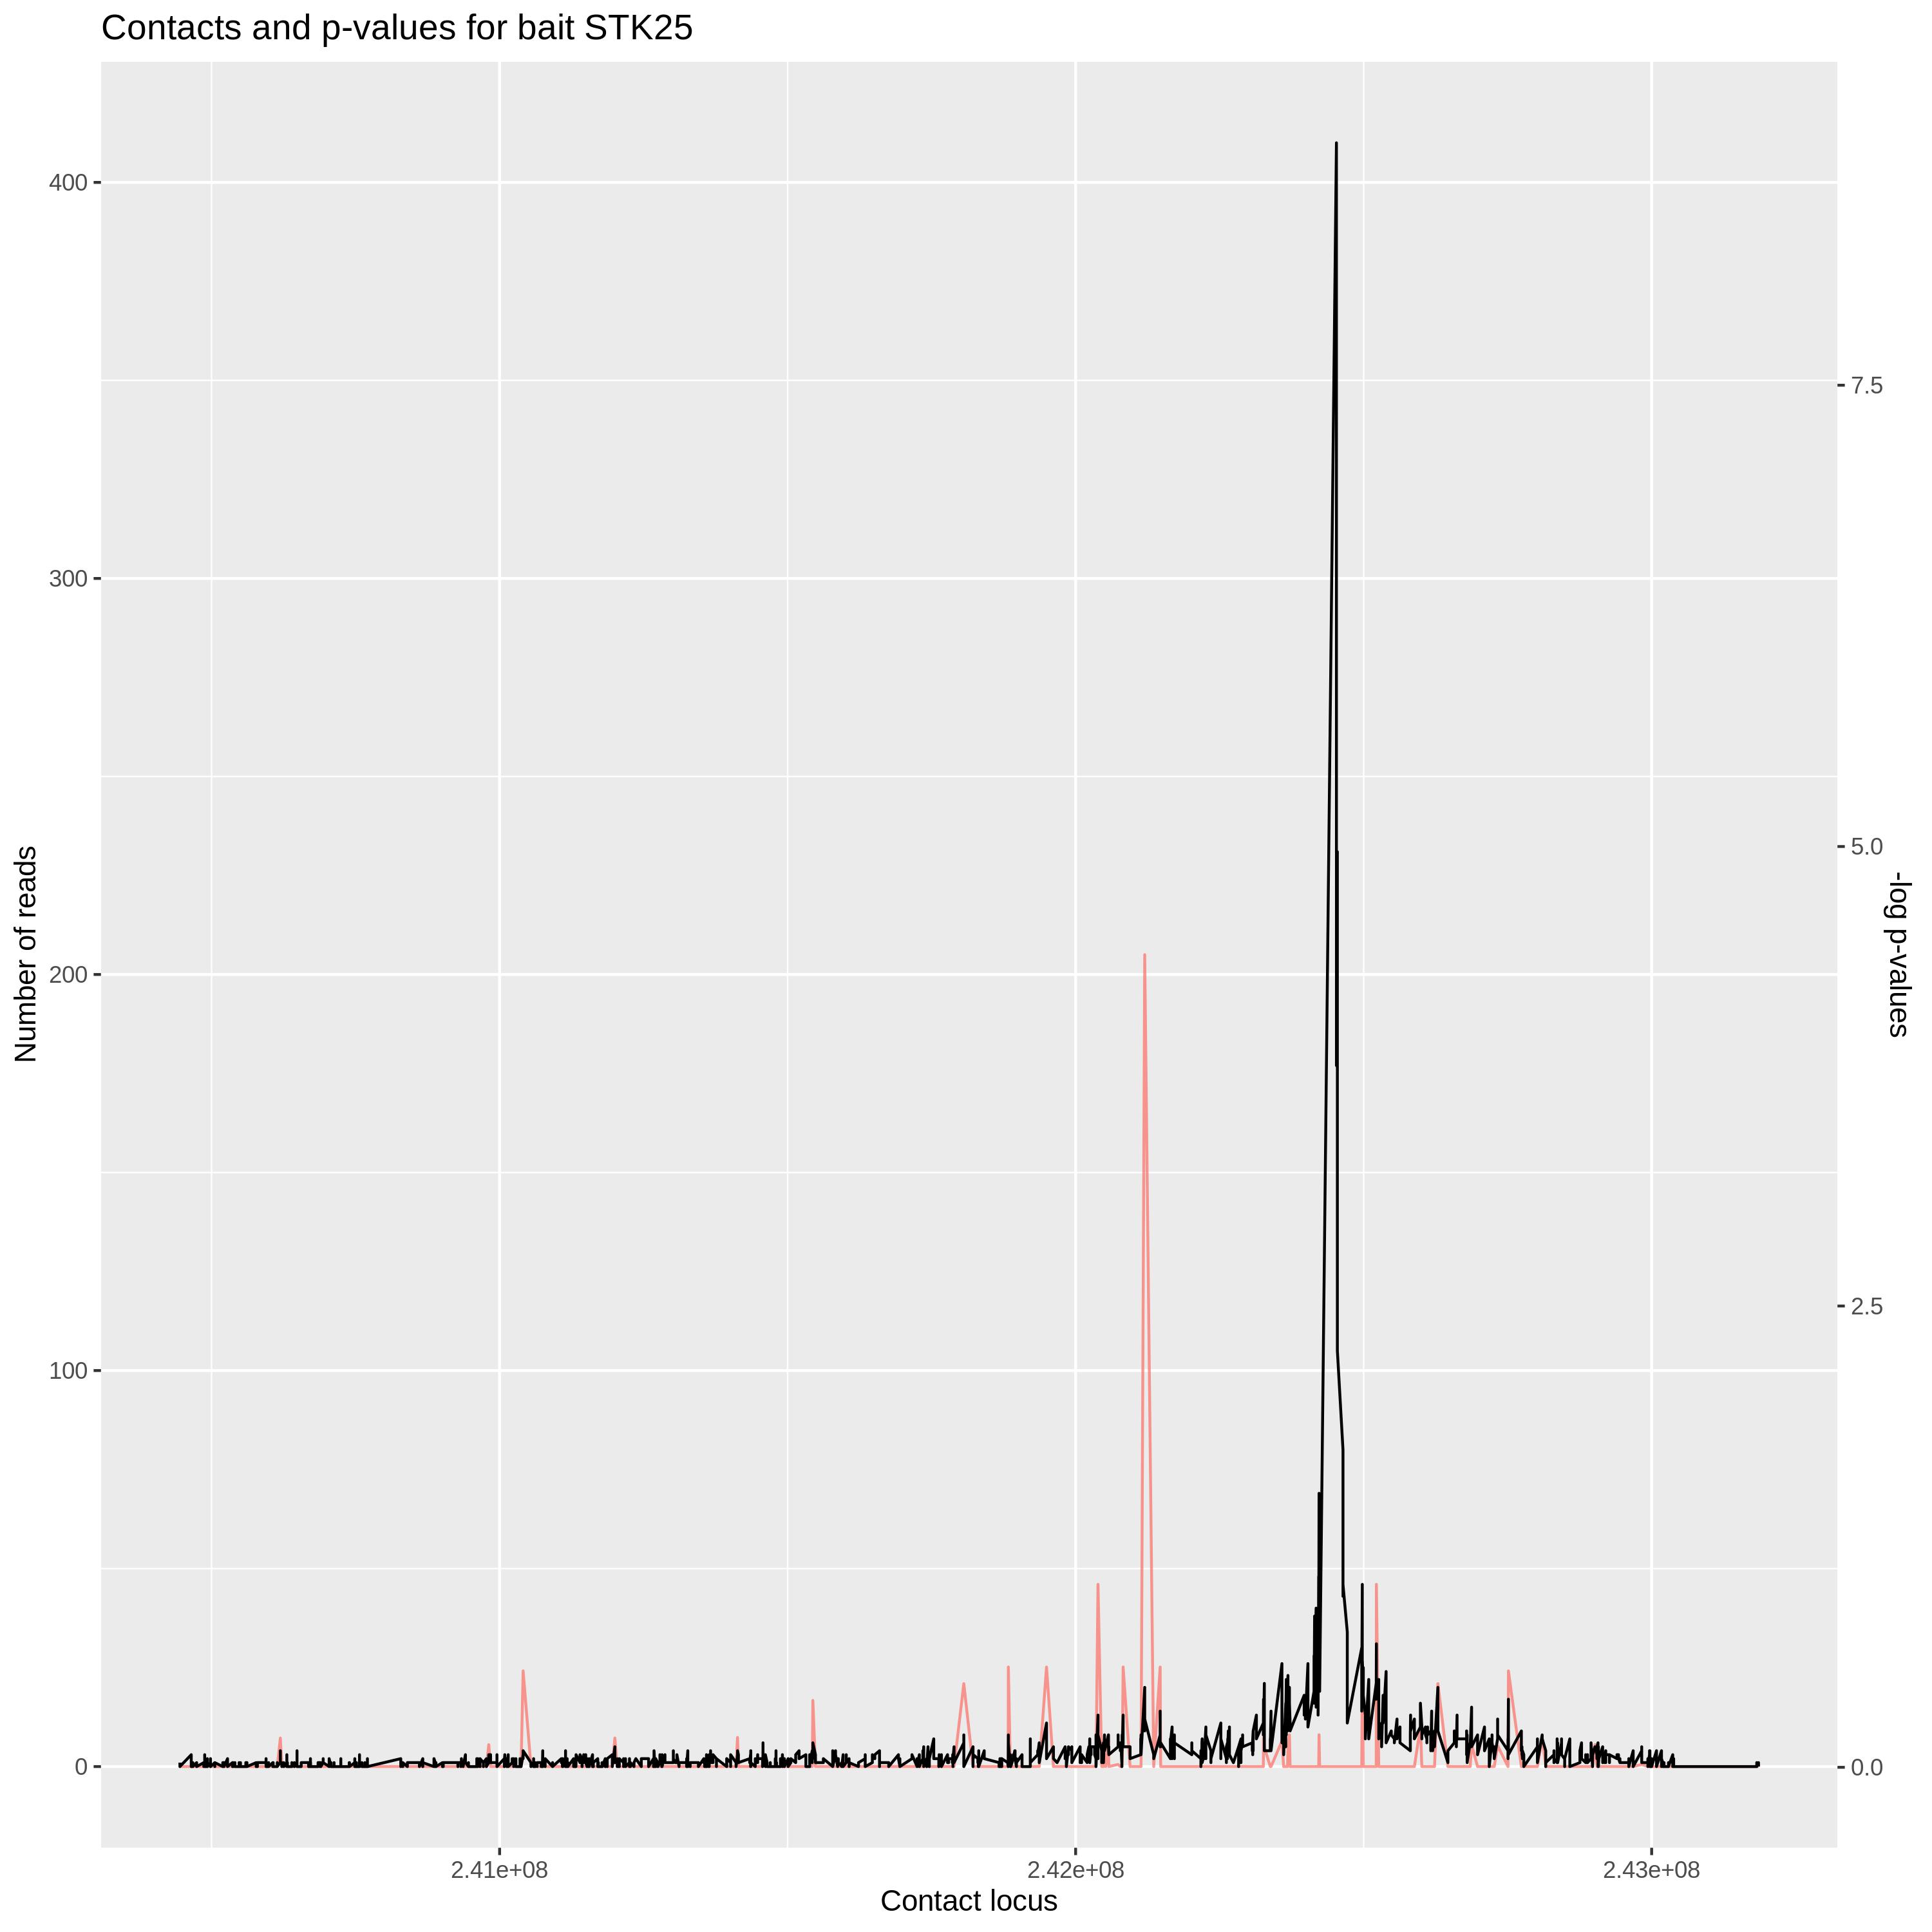 Contacts and p-values for bait STK25
400
300
200
100
0
Number of reads
7.5
5.0
2.5
0.0
-log p-values
2.41e+08
2.42e+08
2.43e+08
Contact locus